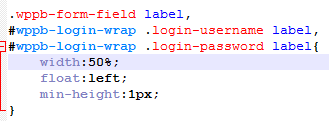 .wppb-form-field label,
#wppb-login-wrap .login-username label,
#wppb-login-wrap .login-password label{
width:50%;
float:left;
min-height:1px;
}